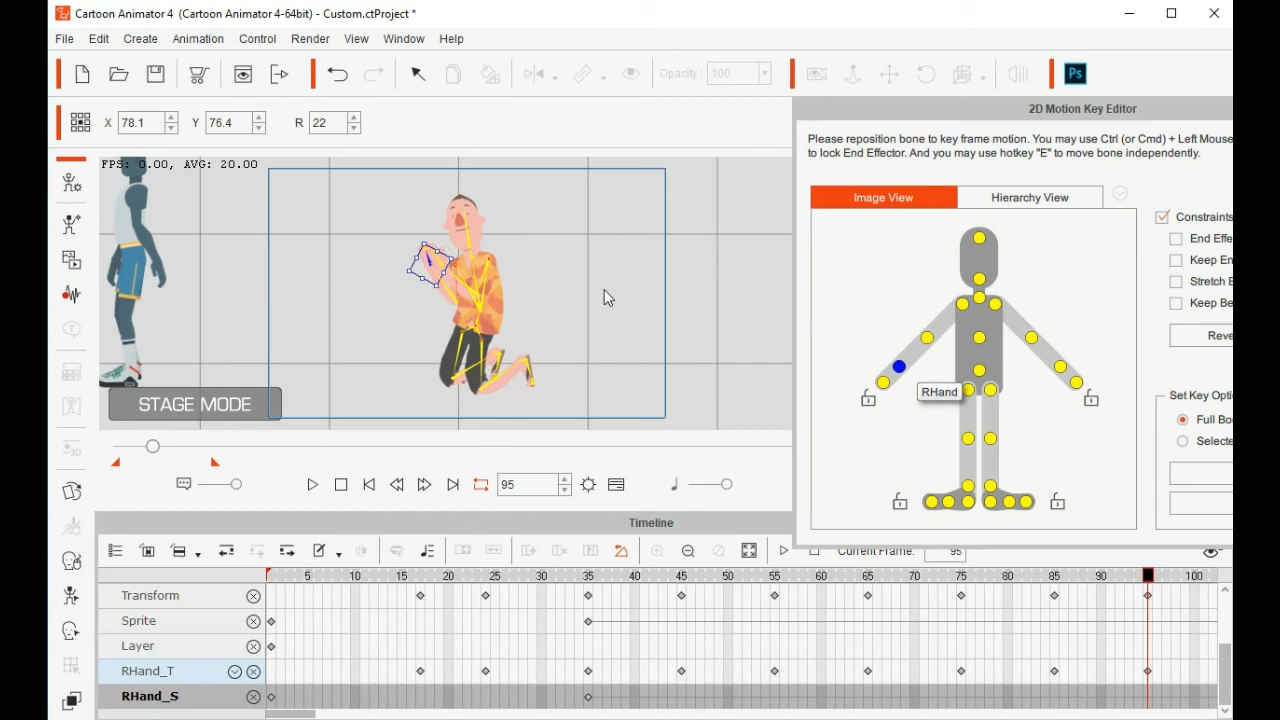 Cartoon Animator 4 (Cartoon Animator 4-64bit) - Custom.ctProject *
File Edit Create Animation Control Render View Window Help
Opacity : 100
Ps
X 78.1 Y 76.4 R 22
2D Motion Key Editor
Please reposition bone to key frame motion. You may use Ctrl (or Cmd) + Left Mouse
to lock End Effector. And you may use hotkey "E" to move bone independently.
FPS: 0.00, AVG: 20.00
Image View Hierarchy View
Constraints
End Effe
Keep En
Stretch B
Keep Be
Reve
RHand
Set Key Optio
Full Bo
Selecte
STAGE MODE
95
Timeline
Current Frame: 95
5 10 15 20 25 30 35 40 45 50 55 60 65 70 75 80 85 90 95 100
Transform
Sprite
Layer
RHand_T
RHand_S